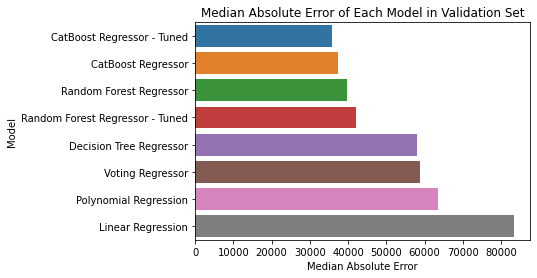 Median Absolute Error of Each Model in Validation Set
Model
CatBoost Regressor - Tuned
CatBoost Regressor
Random Forest Regressor
Random Forest Regressor - Tuned
Decision Tree Regressor
Voting Regressor
Polynomial Regression
Linear Regression
0 10000 20000 30000 40000 50000 60000 70000 80000
Median Absolute Error